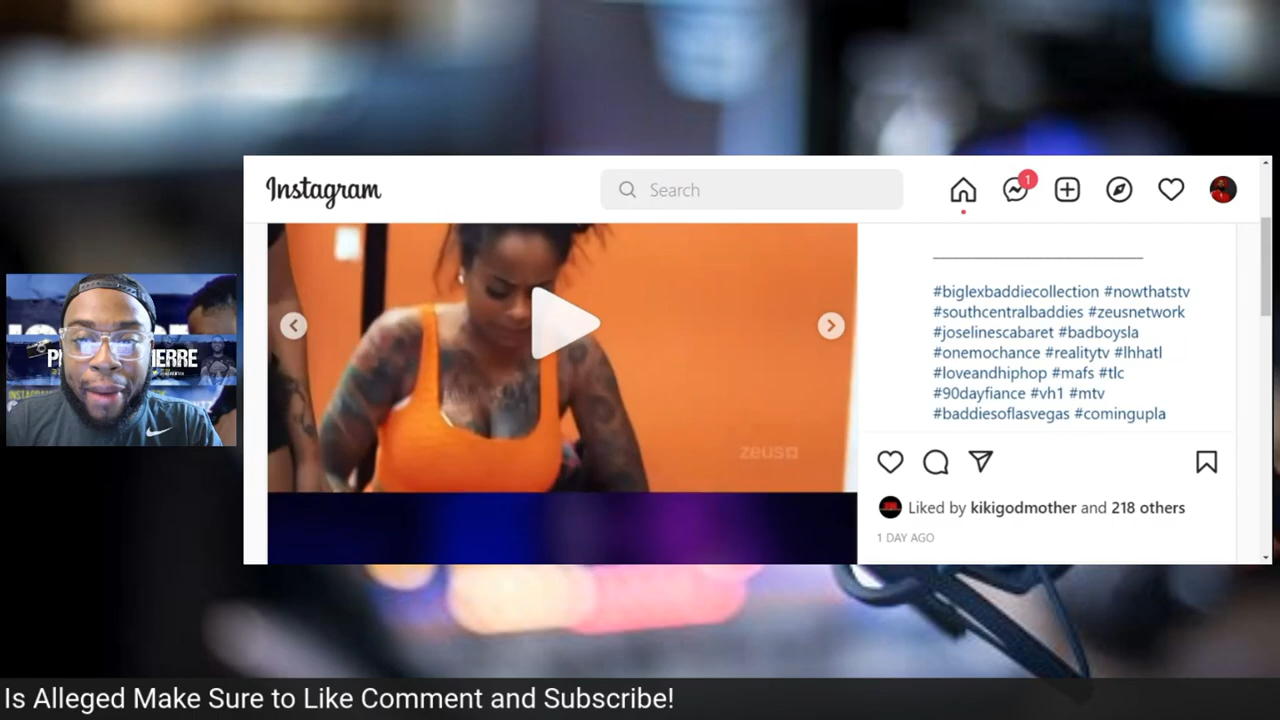 Instagram
Search
1
#biglexbaddiecollection #nowthatstv
#southcentralbaddies #zeusnetwork
#joselinescabaret #badboysla
#onemochance #realitytv #lhhatl
#loveandhiphop #mafs #tlc
#90dayfiance #vh1 #mtv
#baddiesoflasvegas #comingupla
zeus
Liked by kikigodmother and 218 others
1 DAY AGO
IERRE
Is Alleged Make Sure to Like Comment and Subscribe!